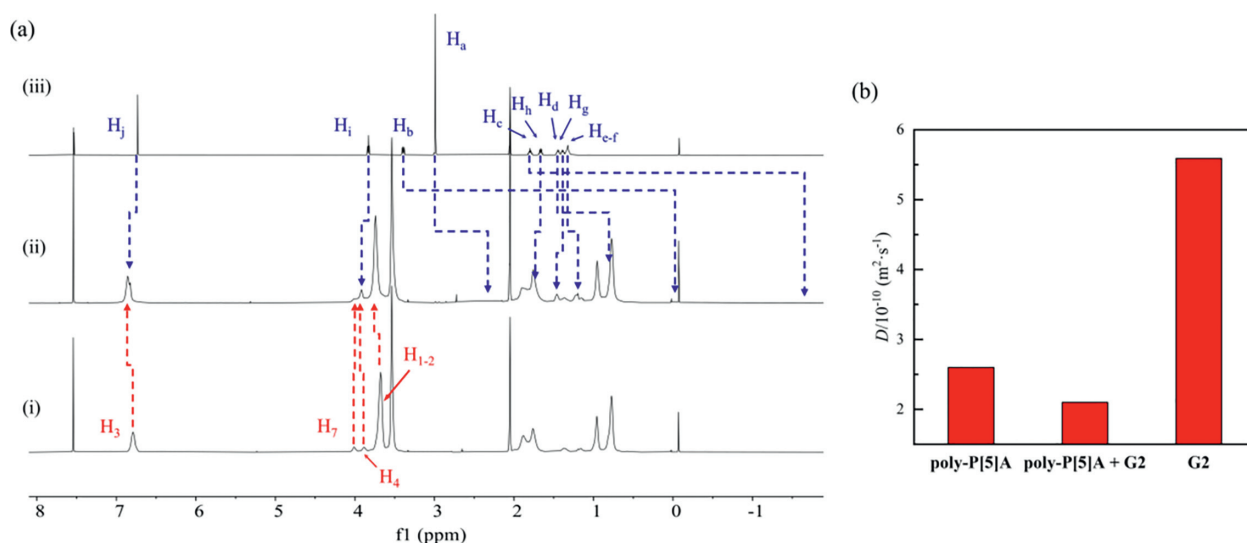 (a)
(iii)
Hj
Hi
Hb
Ha
Hc
Hh
Hd
Hg
He-f
(ii)
(i)
H3
H7
H4
H1-2
8 7 6 5 4 3 2 1 0 -1
f1 (ppm)
(b)
D/10-10 (m2·s-1)
6
5
4
3
2
poly-P[5]A poly-P[5]A + G2 G2